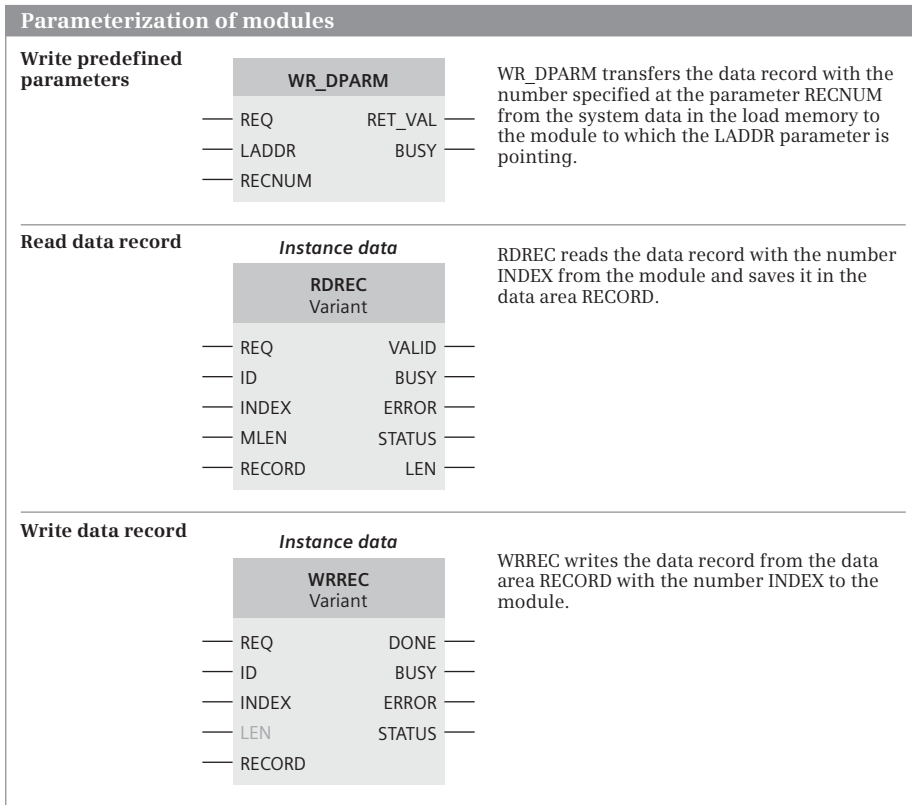 Parameterization of modules
Write predefined
parameters
WR_DPARM
REQ RET_VAL
LADDR BUSY
RECNUM
WR_DPARM transfers the data record with the
number specified at the parameter RECNUM
from the system data in the load memory to
the module to which the LADDR parameter is
pointing.
Read data record
Instance data
RDREC
Variant
REQ VALID
ID BUSY
INDEX ERROR
MLEN STATUS
RECORD LEN
RDREC reads the data record with the number
INDEX from the module and saves it in the
data area RECORD.
Write data record
Instance data
WRREC
Variant
REQ DONE
ID BUSY
INDEX ERROR
LEN STATUS
RECORD
WRREC writes the data record from the data
area RECORD with the number INDEX to the
module.